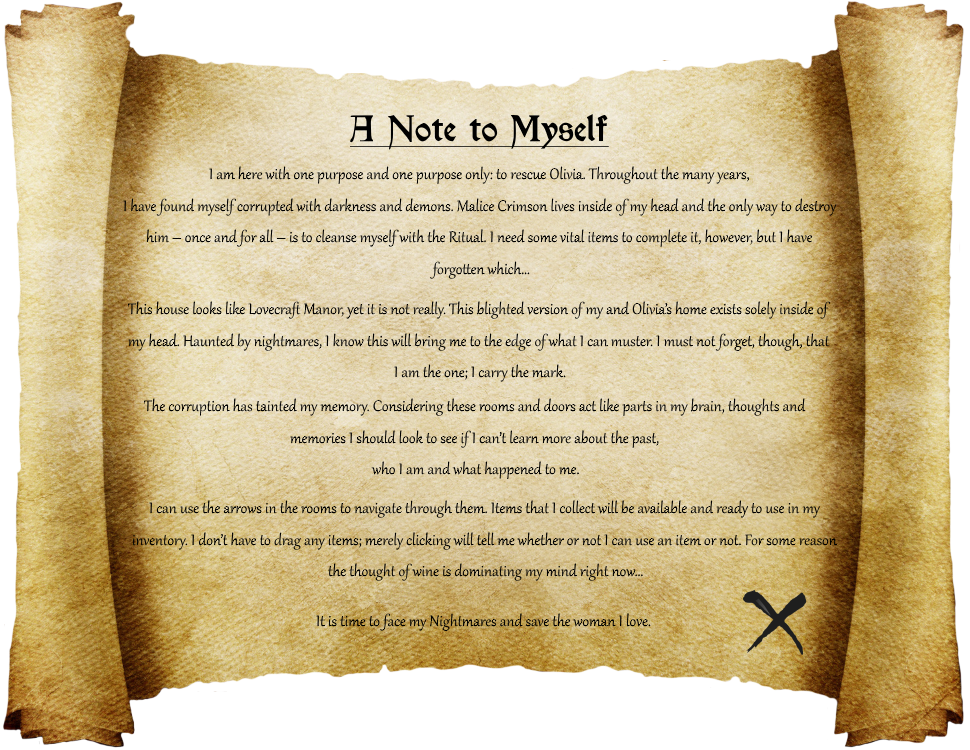 A Note to Myself
I am here with one purpose and one purpose only: to rescue Olivia. Throughout the many years,
I have found myself corrupted with darkness and demons. Malice Crimson lives inside of my head and the only way to destroy
him – once and for all – is to cleanse myself with the Ritual. I need some vital items to complete it, however, but I have
forgotten which...
This house looks like Lovecraft Manor, yet it is not really. This blighted version of my and Olivia's home exists solely inside of
my head. Haunted by nightmares, I know this will bring me to the edge of what I can muster. I must not forget, though, that
I am the one; I carry the mark.
The corruption has tainted my memory. Considering these rooms and doors act like parts in my brain, thoughts and
memories I should look to see if I can't learn more about the past,
who I am and what happened to me.
I can use the arrows in the rooms to navigate through them. Items that I collect will be available and ready to use in my
inventory. I don't have to drag any items; merely clicking will tell me whether or not I can use an item or not. For some reason
the thought of wine is dominating my mind right now...
It is time to face my Nightmares and save the woman I love.